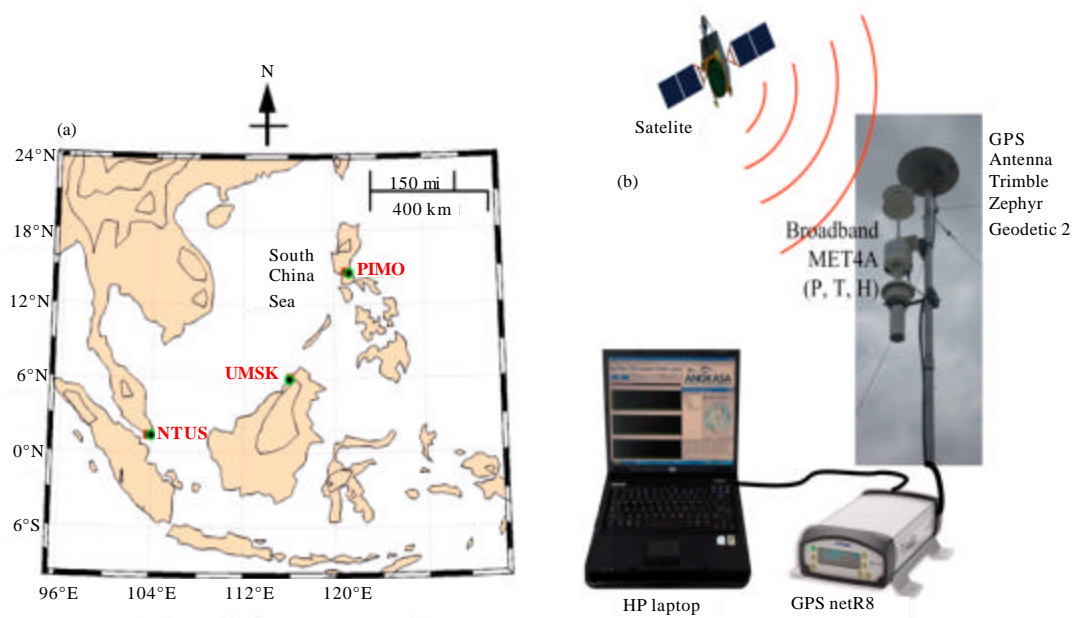 N
(a)
24°N
18°N
12°N
6°N
0°N
6°S
96°E
104°E
112°E
120°E
150 mi
400 km
South
China
Sea
PIMO
UMSK
NTUS
(b)
Satelite
GPS
Antenna
Trimble
Zephyr
Geodetic 2
Broadband
MET4A
(P, T, H)
ANGKASA
HP laptop
GPS netR8